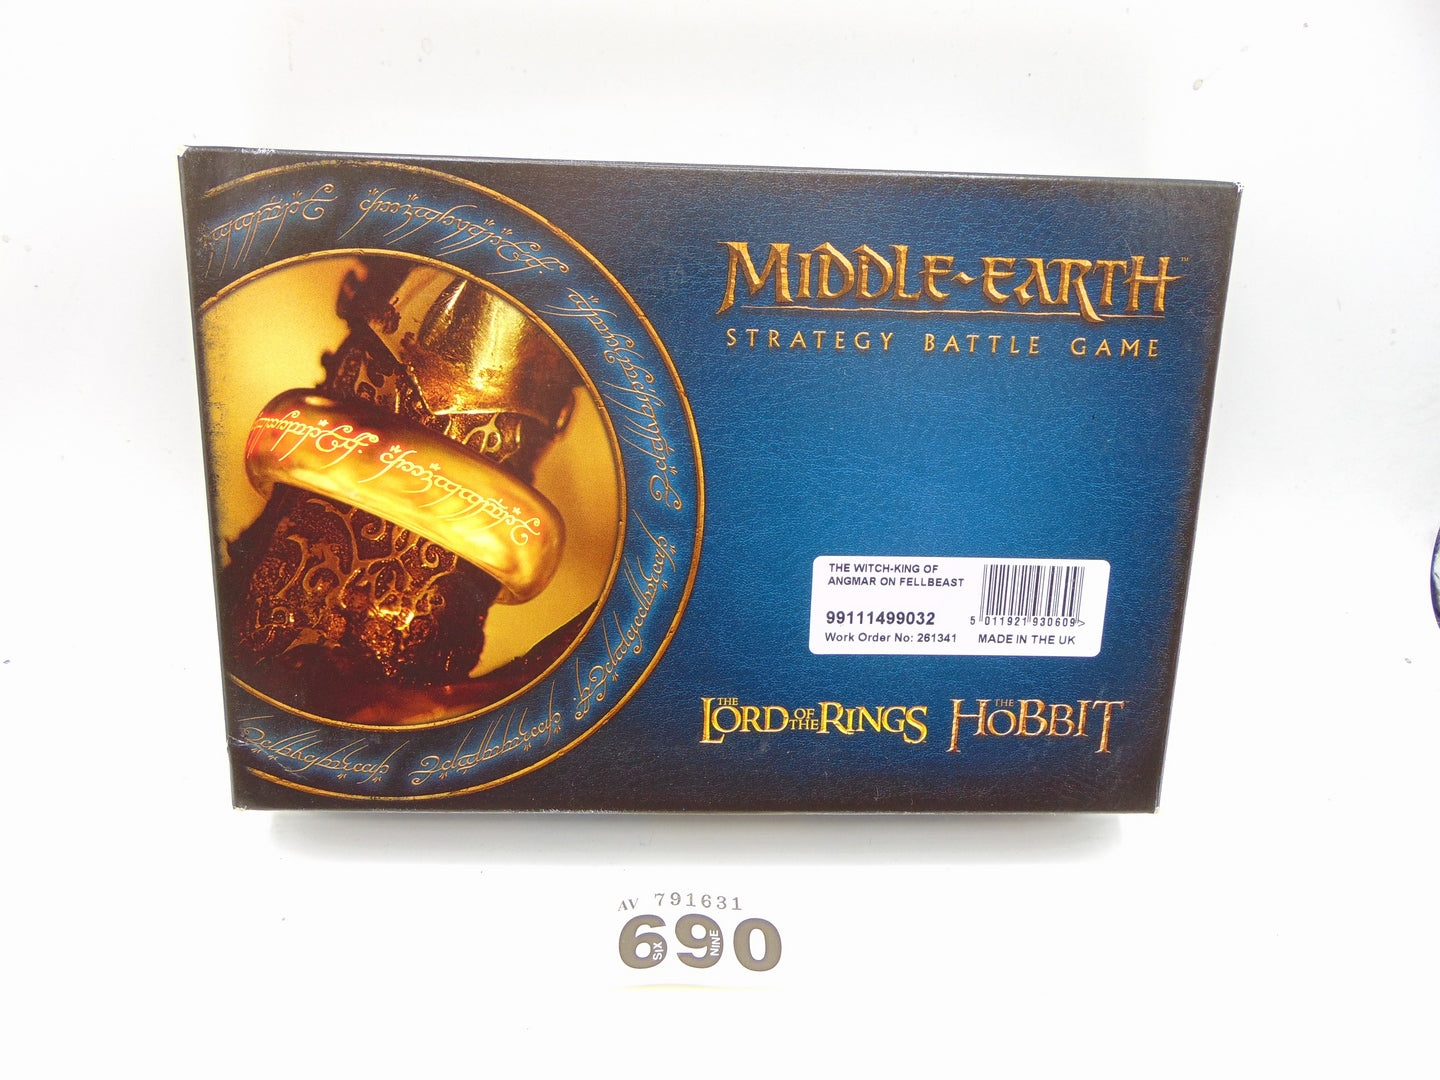 MIDDLE-EARTH™
STRATEGY BATTLE GAME
THE WITCH-KING OF
ANGMAR ON FELLBEAST
99111499032
Work Order No: 261341
5 011921 930609 >
MADE IN THE UK
THE LORD OF THE RINGS
THE HOBBIT
AV 791631
690
SIX NINE